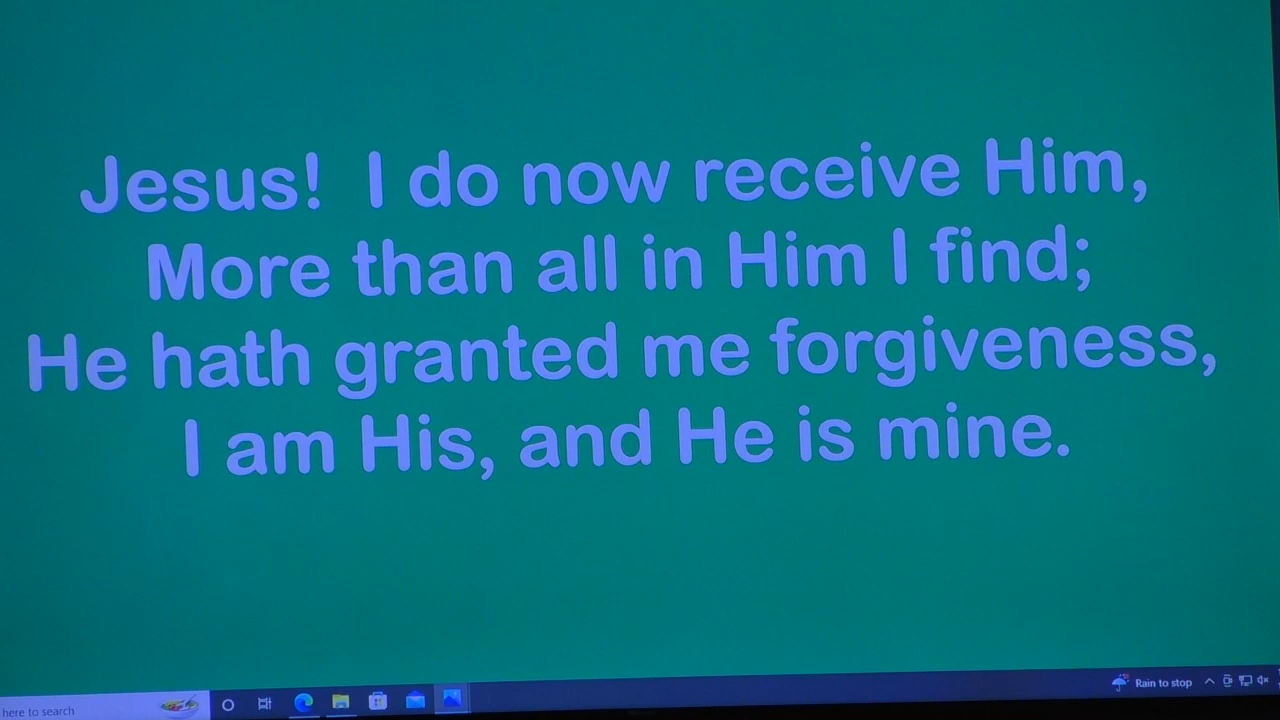 Jesus!  I do now receive Him,
More than all in Him I find;
He hath granted me forgiveness,
I am His, and He is mine.
here to search
Rain to stop